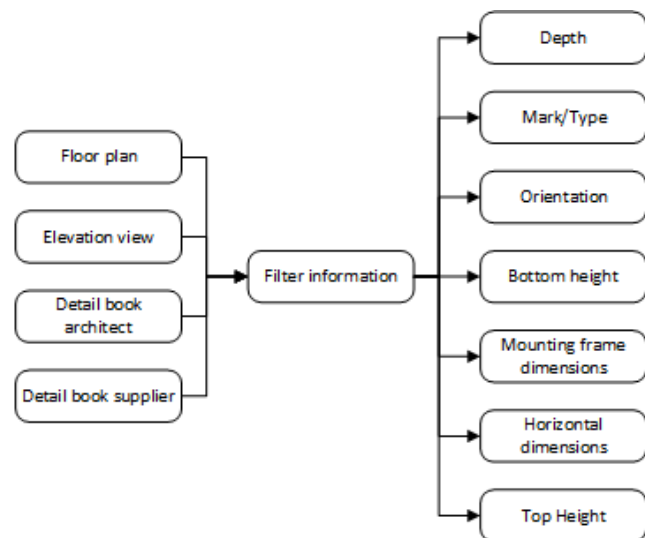 Floor plan
Elevation view
Detail book
architect
Detail book supplier
Filter information
Depth
Mark/Type
Orientation
Bottom height
Mounting frame
dimensions
Horizontal
dimensions
Top Height